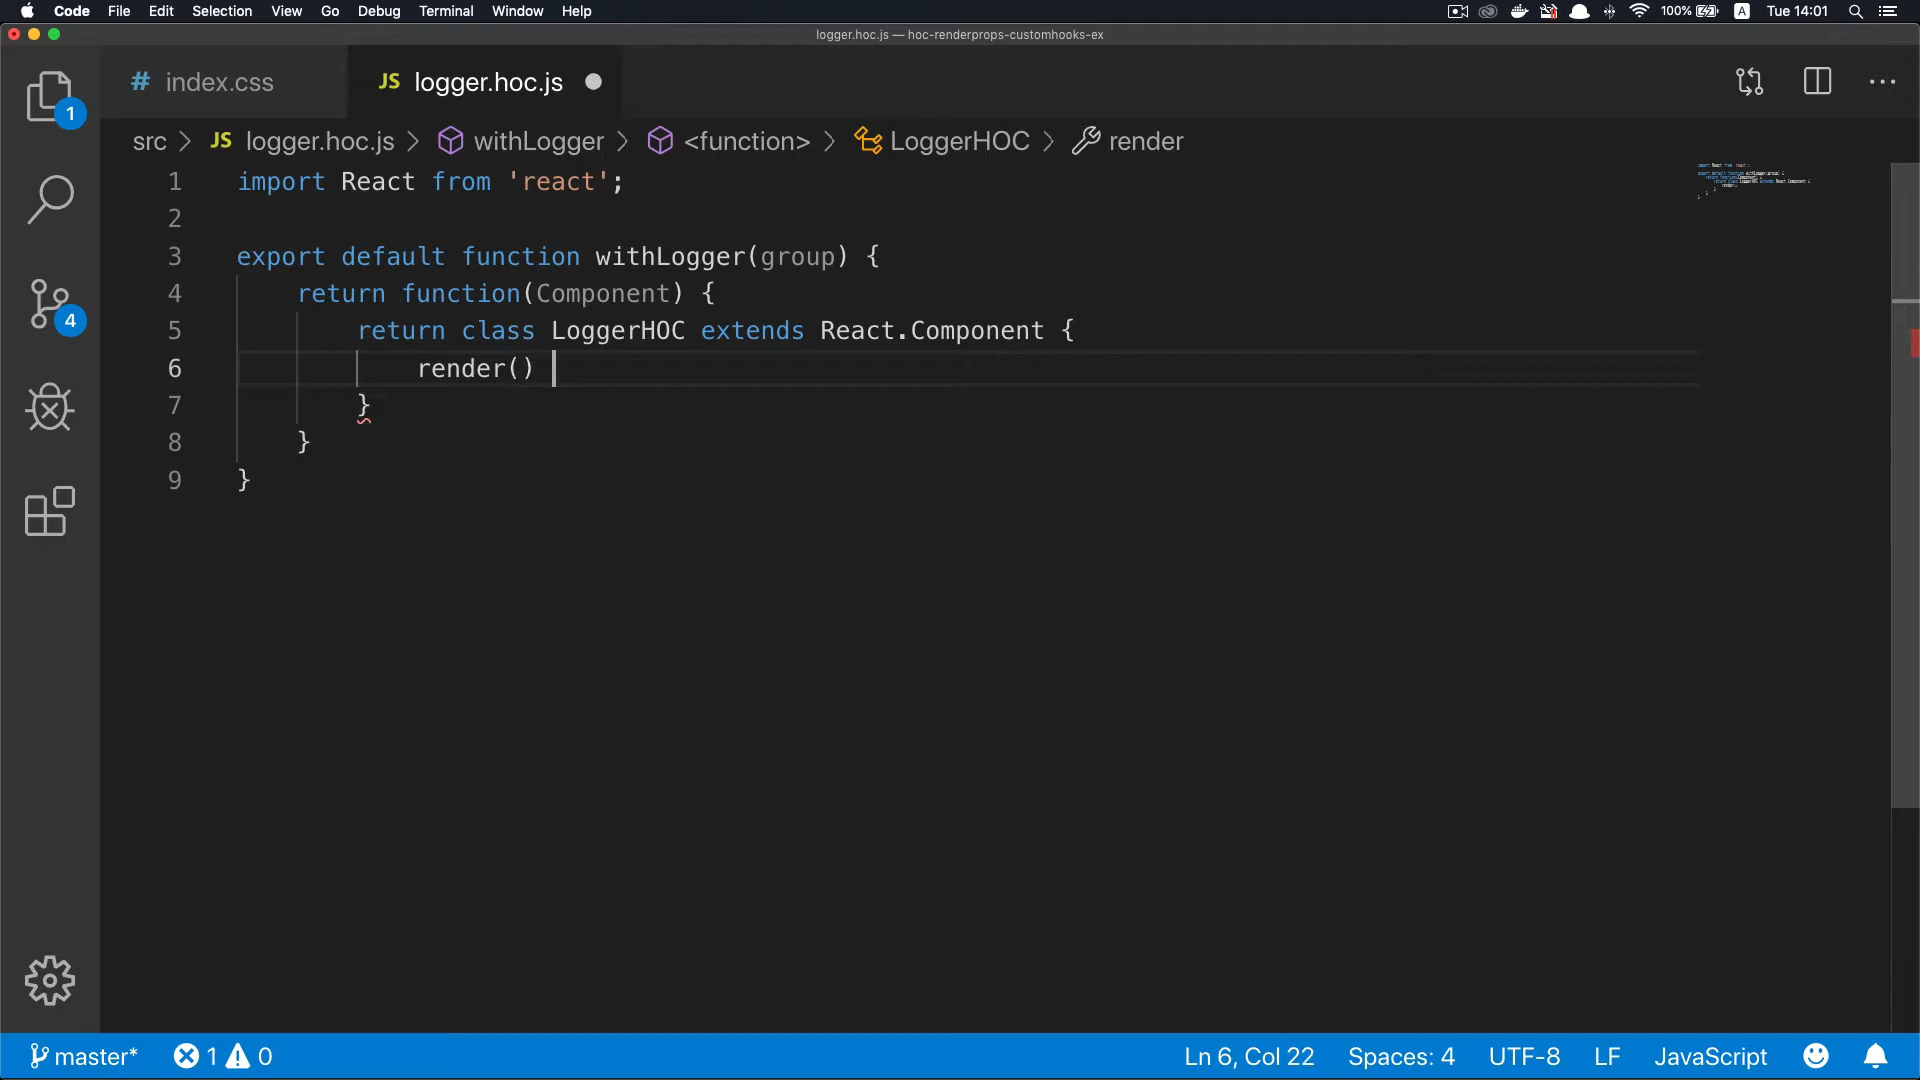 Code File Edit Selection View Go Debug Terminal Window Help 100% A Tue 14:01
logger.hoc.js — hoc-renderprops-customhooks-ex
1
# index.css JS logger.hoc.js
src JS logger.hoc.js withLogger <function> LoggerHOC render
1 import React from 'react';
2
3 export default function withLogger(group) {
4 return function(Component) {
5 return class LoggerHOC extends React.Component {
6 render()
7 }
8 }
9 }
4
master* 1 0 Ln 6, Col 22 Spaces: 4 UTF-8 LF JavaScript